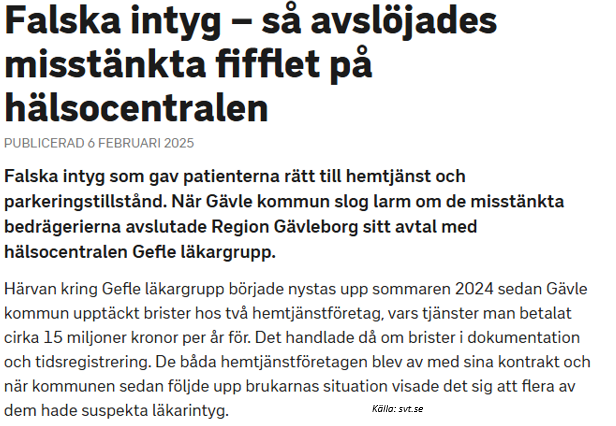 Falska intyg – så avslöjades
misstänkta fifflet på
hälsocentralen
PUBLICERAD 6 FEBRUARI 2025
Falska intyg som gav patienterna rätt till hemtjänst och
parkeringstillstånd. När Gävle kommun slog larm om de misstänkta
bedrägerierna avslutade Region Gävleborg sitt avtal med
hälsocentralen Gefle läkargrupp.
Härvan kring Gefle läkargrupp började nystas upp sommaren 2024 sedan Gävle
kommun upptäckt brister hos två hemtjänstföretag, vars tjänster man betalat
cirka 15 miljoner kronor per år för. Det handlade då om brister i dokumentation
och tidsregistrering. De båda hemtjänstföretagen blev av med sina kontrakt och
när kommunen sedan följde upp brukarnas situation visade det sig att flera av
dem hade suspekta läkarintyg.
Källa: svt.se